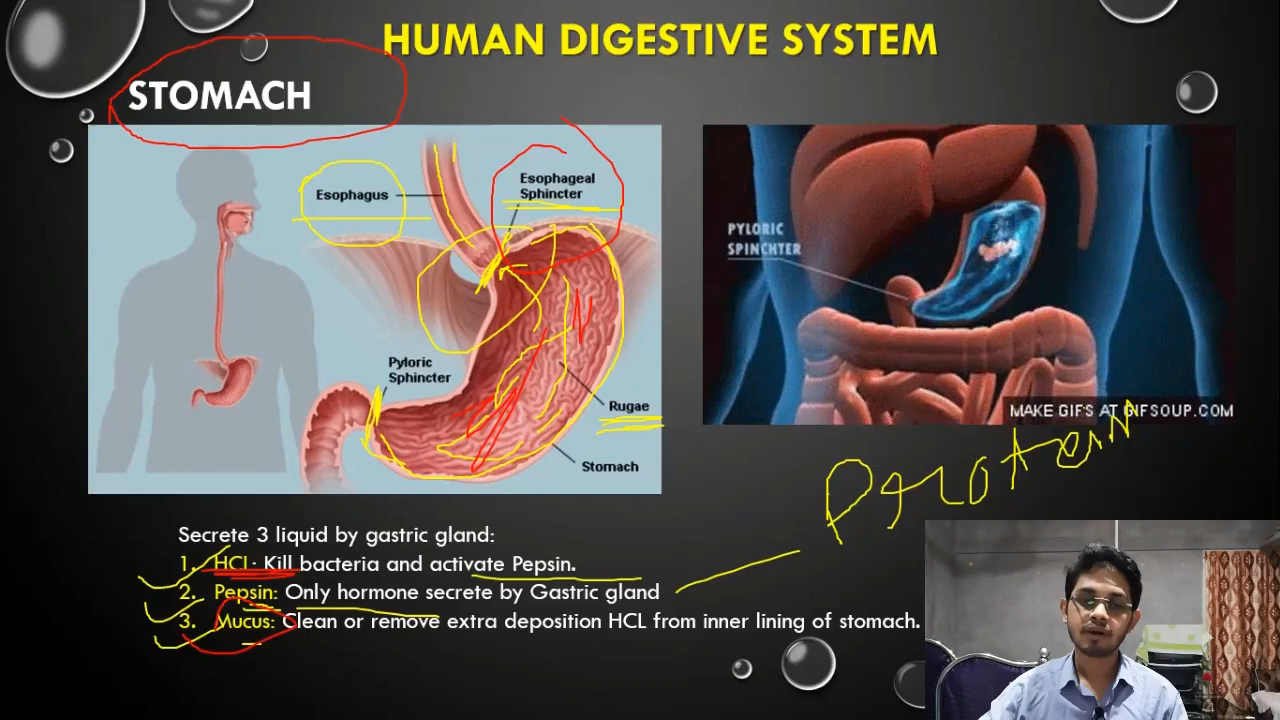 HUMAN DIGESTIVE SYSTEM
STOMACH
Esophagus
Esophageal
Sphincter
Pyloric
Sphincter
Rugae
Stomach
PYLORIC
SPINCHTER
MAKE GIFS AT GIFSOUP.COM
Protein
Secrete 3 liquid by gastric gland:
1. HCL: Kill bacteria and activate Pepsin.
2. Pepsin: Only hormone secrete by Gastric gland
3. Mucus: Clean or remove extra deposition HCL from inner lining of stomach.